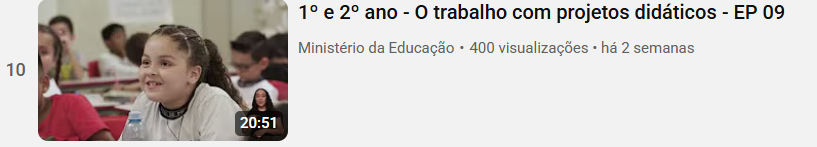 1º e 2º ano - O trabalho com projetos didáticos - EP 09
Ministério da Educação • 400 visualizações • há 2 semanas
10
20:51